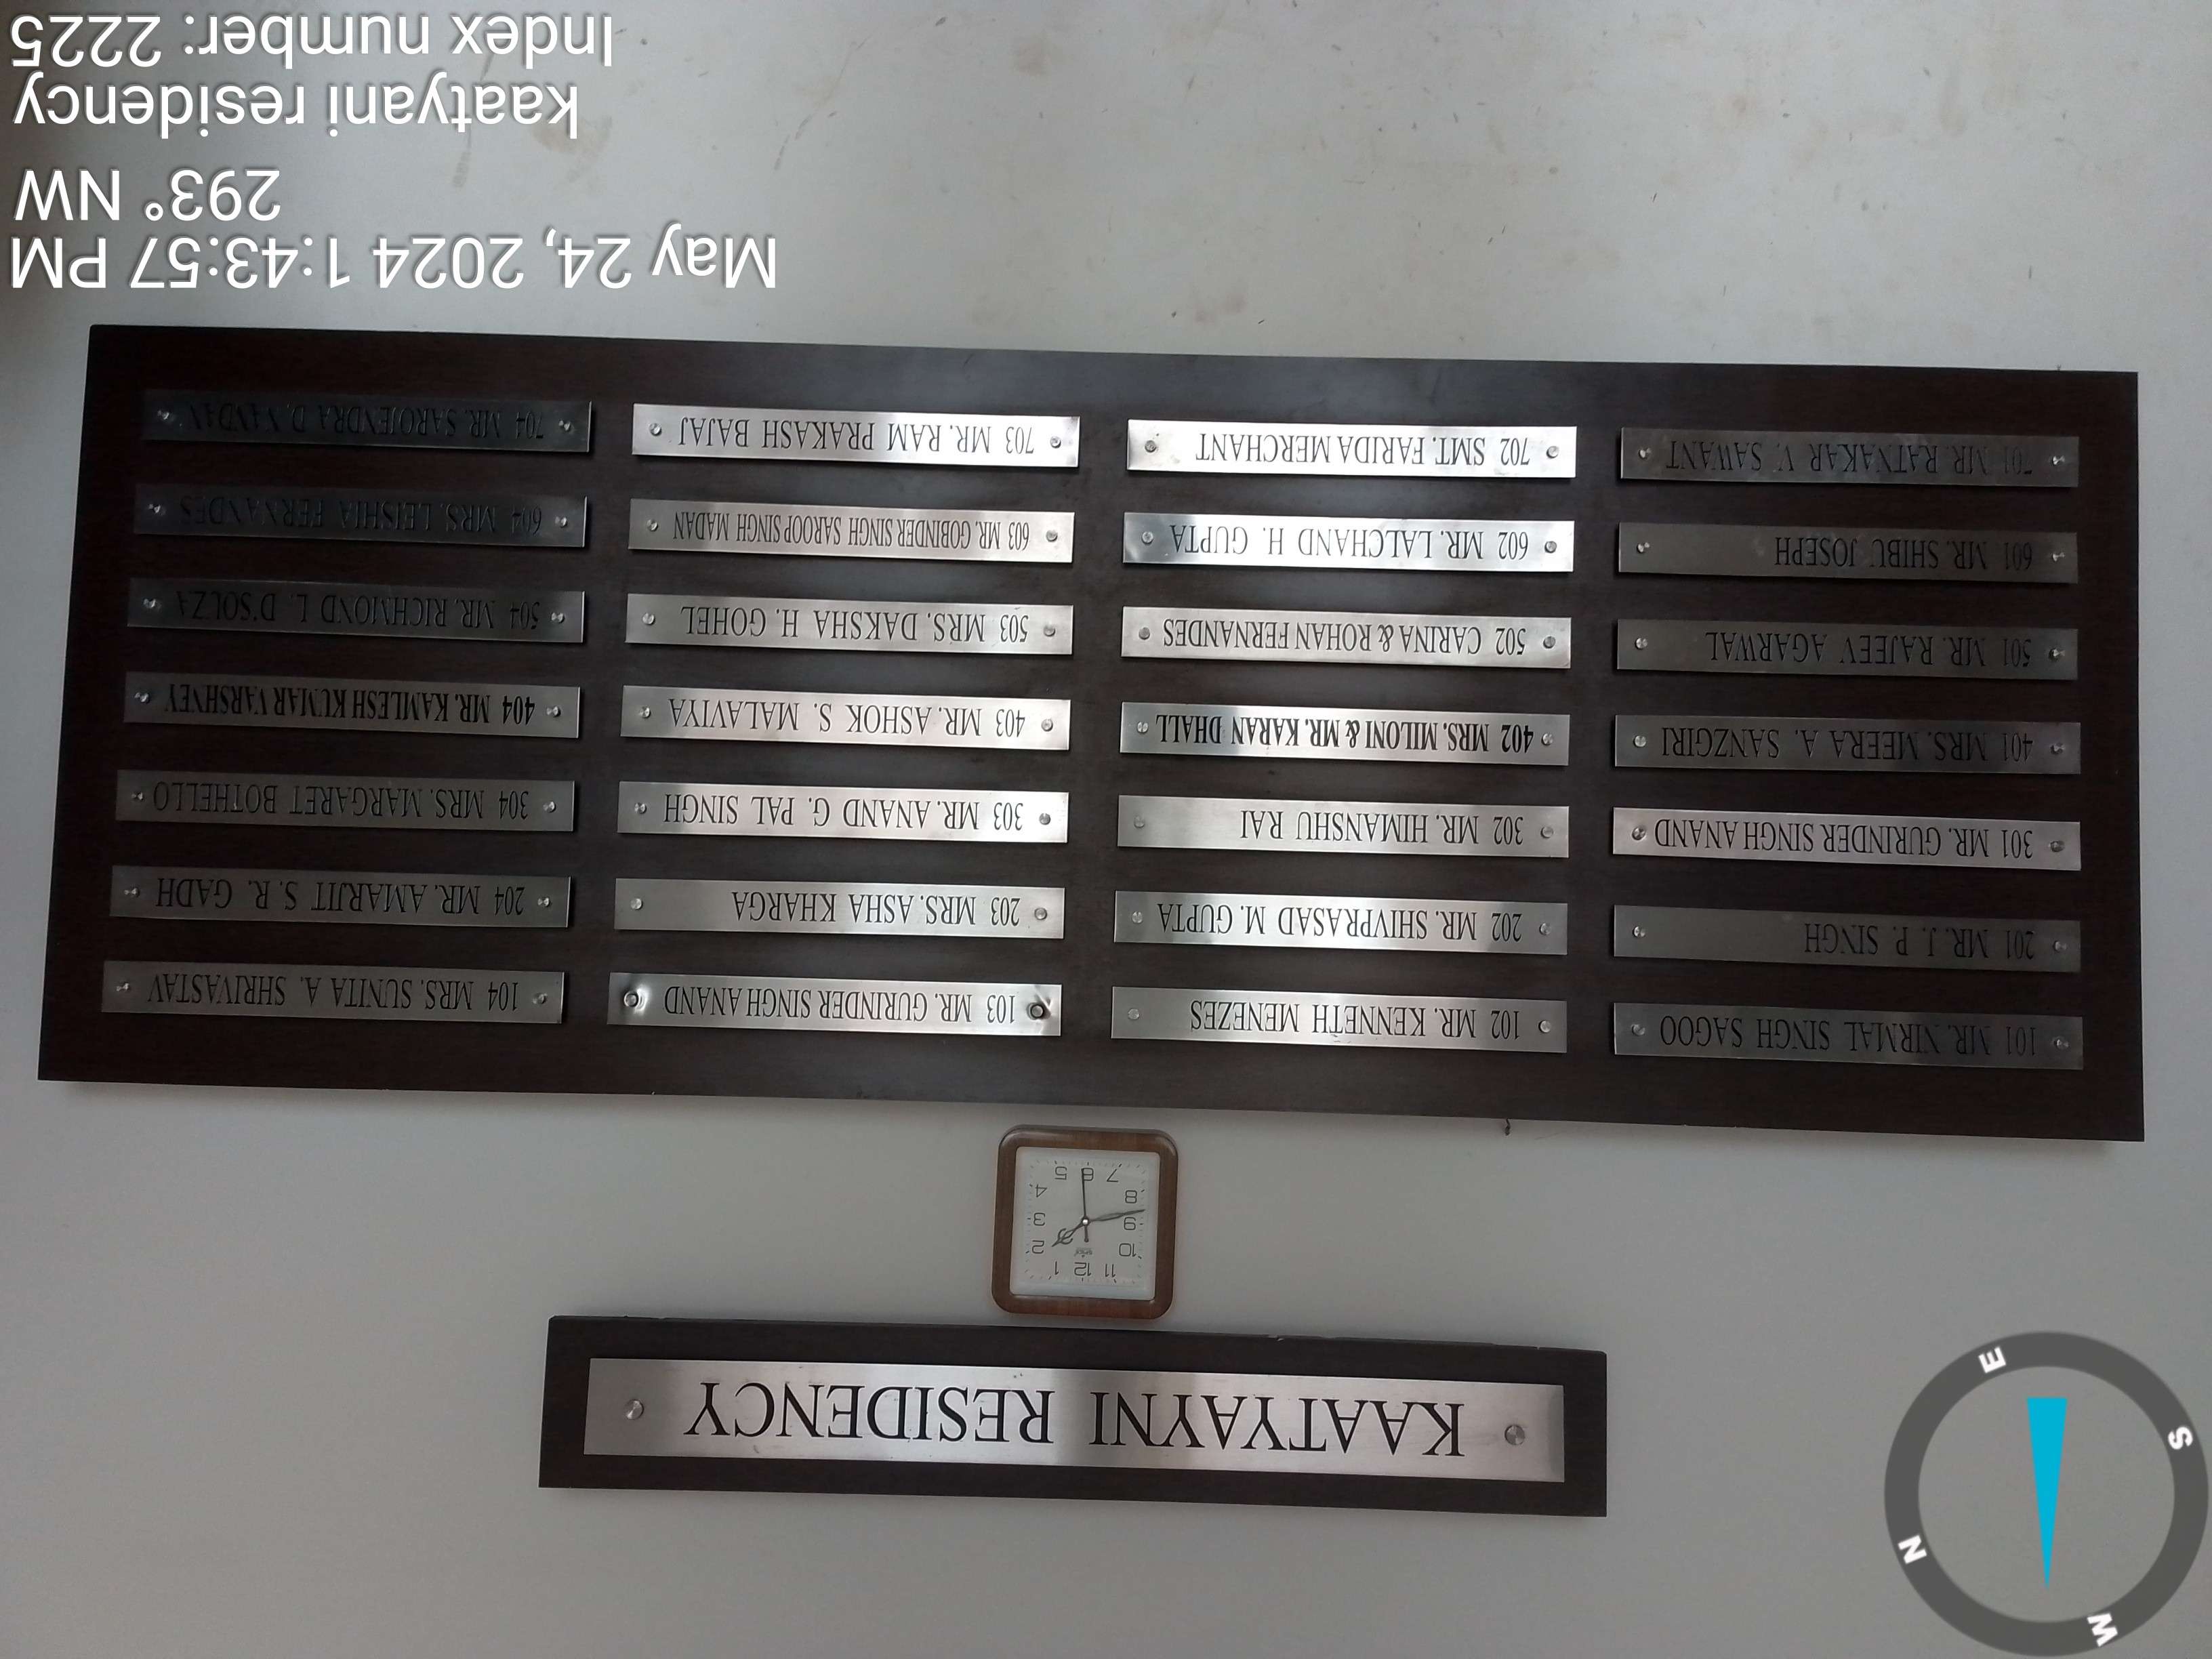 KAATYAYNI RESIDENCY
11 12 1
10 2
9 3
8 4
7 6 5
101 MR. NIRMAL SINGH SAGOO
102 MR. KENNETH MENEZES
103 MR. GURINDER SINGH ANAND
104 MRS. SUNITA A. SHRIVASTAV
201 MR. J. P. SINGH
202 MR. SHIVPRASAD M. GUPTA
203 MRS. ASHA KHARGA
204 MR. AMARJIT S. R. GADH
301 MR. GURINDER SINGH ANAND
302 MR. HIMANSHU RAI
303 MR. ANAND G. PAL SINGH
304 MRS. MARGARET BOTHELLO
401 MRS. MEERA A. SANZGIRI
402 MRS. MILONI & MR. KARAN DHALL
403 MR. ASHOK S. MALAVIYA
404 MR. KAMLESH KUMAR VARSHVEY
501 MR. RAJEEV AGARWAL
502 CARINA & ROHAN FERNANDES
503 MRS. DAKSHA H. GOHEL
504 MR. RICHMOND L. D'SOUZA
601 MR. SHIBU JOSEPH
602 MR. LALCHAND H. GUPTA
603 MR. GOBINDER SINGH SAROOP SINGH MADAN
604 MRS. LEISHIA FERNANDES
701 MR. RATNAKAR V. SAWANT
702 SMT. FARIDA MERCHANT
703 MR. RAM PRAKASH BAJAJ
704 MR. SAROJENDRA D. YADAV
May 24, 2024 1:43:57 PM
293° NW
kaatyani residency
Index number: 2225
N
E
S
W